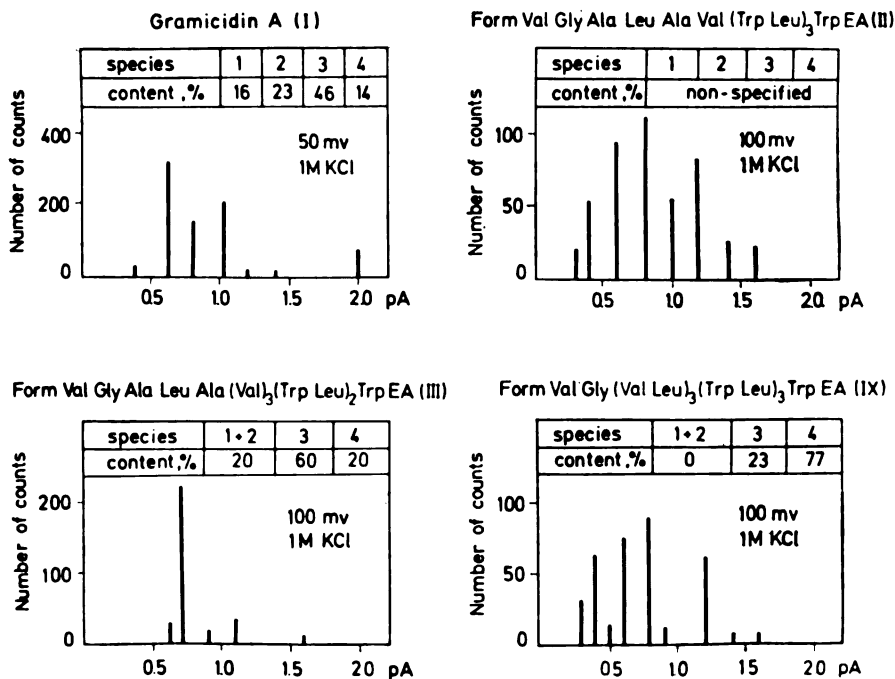 Gramicidin A (I)
species 1 2 3 4
content,% 16 23 46 14
Number of counts
400
200
0
50 mv
1M KCl
0.5 1.0 1.5 2.0 pA
Form Val Gly Ala Leu Ala Val (Trp Leu)₃Trp EA (II)
species 1 2 3 4
content,% non-specified
Number of counts
100
50
0
100 mv
1M KCl
0.5 1.0 1.5 2.0 pA
Form Val Gly Ala Leu Ala (Val)₃(Trp Leu)₂Trp EA (III)
species 1+2 3 4
content,% 20 60 20
Number of counts
200
100
0
100 mv
1M KCl
0.5 1.0 1.5 2.0 pA
Form Val Gly (Val Leu)₃(Trp Leu)₃Trp EA (IX)
species 1+2 3 4
content,% 0 23 77
Number of counts
100
50
0
100 mv
1M KCl
0.5 1.0 1.5 2.0 pA